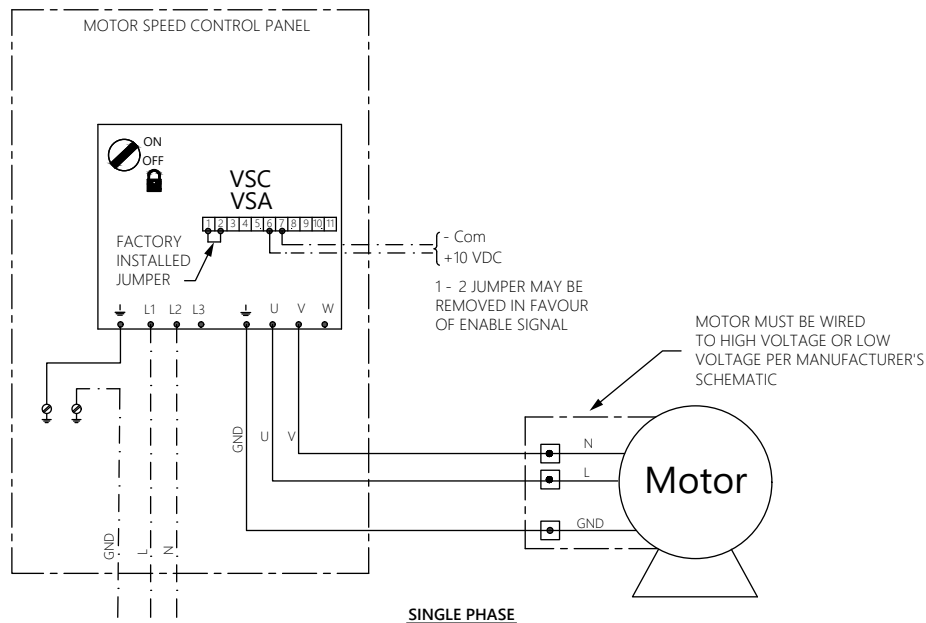 MOTOR SPEED CONTROL PANEL
ON
OFF
VSC
VSA
1 2 3 4 5 6 7 8 9 10 11
FACTORY
INSTALLED
JUMPER
- Com
+10 VDC
1 - 2 JUMPER MAY BE
REMOVED IN FAVOUR
OF ENABLE SIGNAL
L1 L2 L3 U V W
MOTOR MUST BE WIRED
TO HIGH VOLTAGE OR LOW
VOLTAGE PER MANUFACTURER'S
SCHEMATIC
GND U V
N
L
GND
Motor
GND L N
SINGLE PHASE